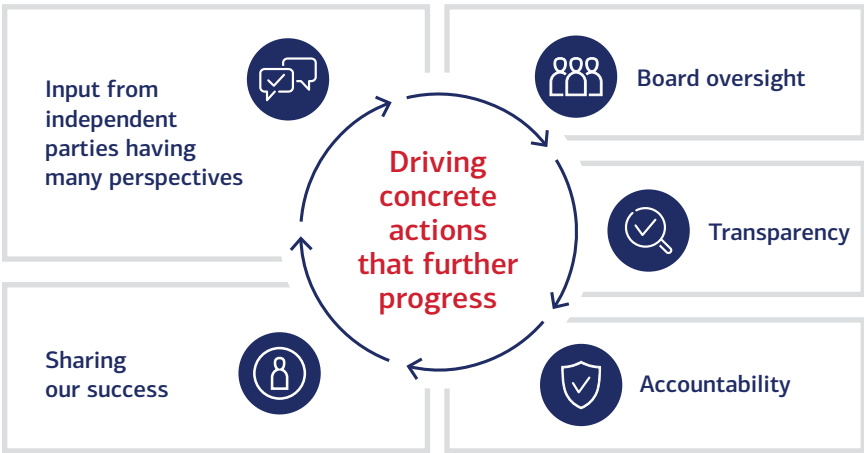 Input from
independent
parties having
many perspectives
Board oversight
Driving
concrete
actions
that further
progress
Transparency
Sharing
our success
Accountability